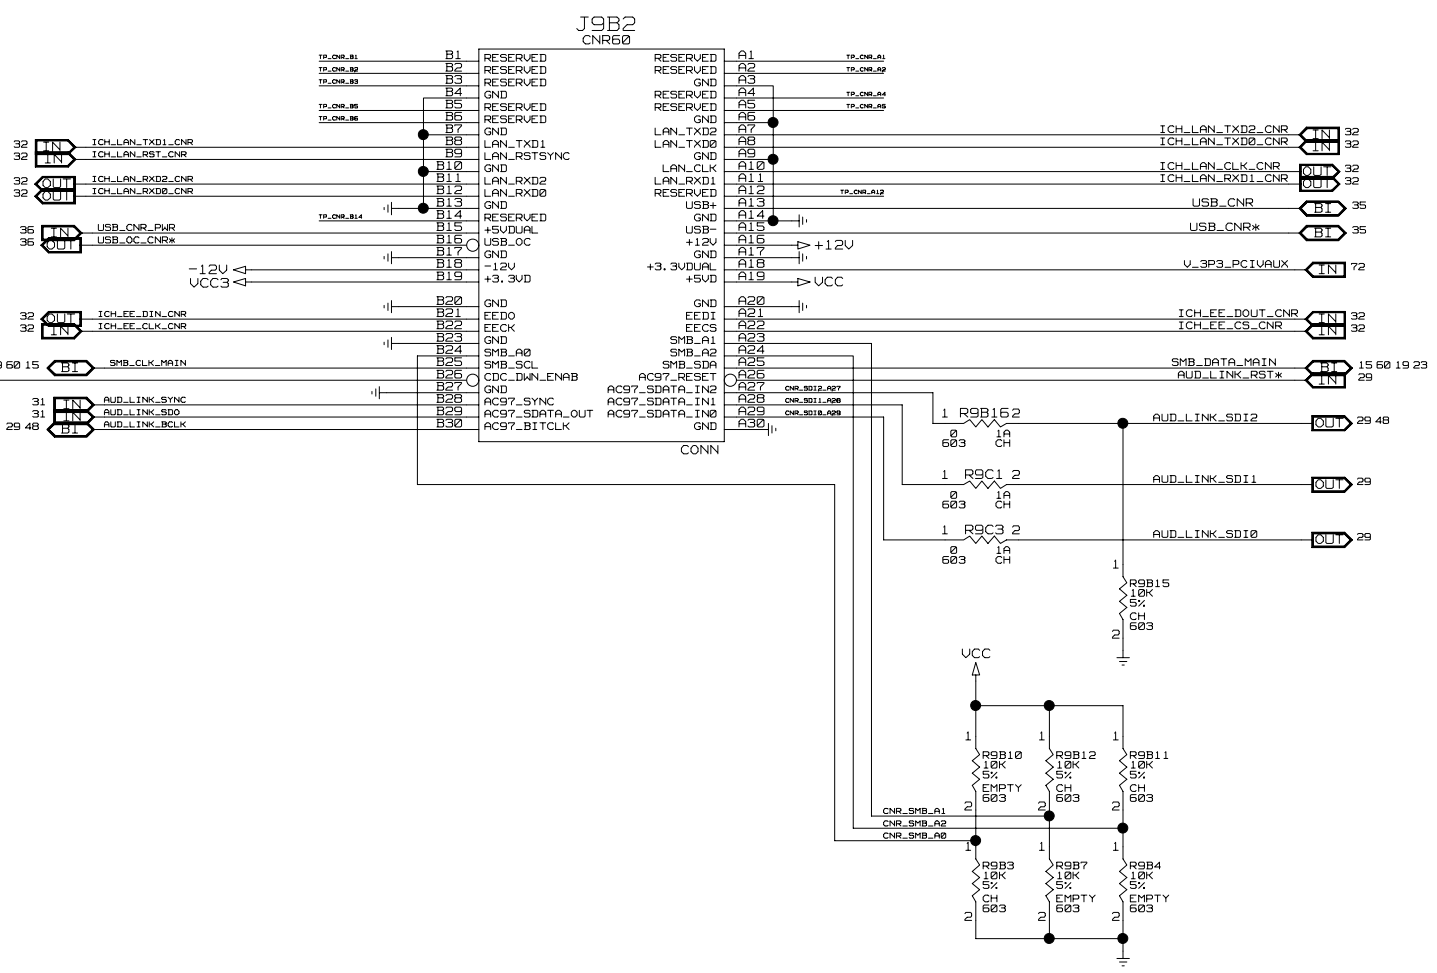 J9B2
CNR60
TP_CNR_B1 B1 RESERVED RESERVED A1 TP_CNR_A1
TP_CNR_B2 B2 RESERVED RESERVED A2 TP_CNR_A2
TP_CNR_B3 B3 RESERVED GND A3
B4 GND RESERVED A4 TP_CNR_A4
TP_CNR_B5 B5 RESERVED RESERVED A5 TP_CNR_A5
TP_CNR_B6 B6 RESERVED GND A6
B7 GND LAN_TXD2 A7 ICH_LAN_TXD2_CNR IN 32
32 IN ICH_LAN_TXD1_CNR B8 LAN_TXD1 LAN_TXD0 A8 ICH_LAN_TXD0_CNR IN 32
32 IN ICH_LAN_RST_CNR B9 LAN_RSTSYNC GND A9
B10 GND LAN_CLK A10 ICH_LAN_CLK_CNR OUT 32
32 OUT ICH_LAN_RXD2_CNR B11 LAN_RXD2 LAN_RXD1 A11 ICH_LAN_RXD1_CNR OUT 32
32 OUT ICH_LAN_RXD0_CNR B12 LAN_RXD0 RESERVED A12 TP_CNR_A12
B13 GND USB+ A13 USB_CNR BI 35
TP_CNR_B14 B14 RESERVED GND A14
36 IN USB_CNR_PWR B15 +5VDUAL USB- A15 USB_CNR* BI 35
36 OUT USB_OC_CNR* B16 USB_OC +12V A16 +12V
B17 GND GND A17
-12V B18 -12V +3.3VDUAL A18 V_3P3_PCIVAUX IN 72
VCC3 B19 +3.3VD +5VD A19 VCC
B20 GND GND A20
32 OUT ICH_EE_DIN_CNR B21 EEDO EEDI A21 ICH_EE_DOUT_CNR IN 32
32 IN ICH_EE_CLK_CNR B22 EECK EECS A22 ICH_EE_CS_CNR IN 32
B23 GND SMB_A1 A23
B24 SMB_A0 SMB_A2 A24
60 15 BI SMB_CLK_MAIN B25 SMB_SCL SMB_SDA A25 SMB_DATA_MAIN BI 15 60 19 23
B26 CDC_DWN_ENAB AC97_RESET A26 AUD_LINK_RST* IN 29
B27 GND AC97_SDATA_IN2 A27 CNR_SDI2_A27
31 IN AUD_LINK_SYNC B28 AC97_SYNC AC97_SDATA_IN1 A28 CNR_SDI1_A28
31 IN AUD_LINK_SDO B29 AC97_SDATA_OUT AC97_SDATA_IN0 A29 CNR_SDI0_A29
29 48 BI AUD_LINK_BCLK B30 AC97_BITCLK GND A30
CONN
1 R9B16 2 AUD_LINK_SDI2 OUT 29 48
0 1A
603 CH
1 R9C1 2 AUD_LINK_SDI1 OUT 29
0 1A
603 CH
1 R9C3 2 AUD_LINK_SDI0 OUT 29
0 1A
603 CH
1
R9B15
10K
5%
CH
603
2
VCC
1 1 1
R9B10 R9B12 R9B11
10K 10K 10K
5% 5% 5%
EMPTY CH CH
603 603 603
2 2 2
CNR_SMB_A1
CNR_SMB_A2
CNR_SMB_A0
1 1 1
R9B3 R9B7 R9B4
10K 10K 10K
5% 5% 5%
CH EMPTY EMPTY
603 603 603
2 2 2